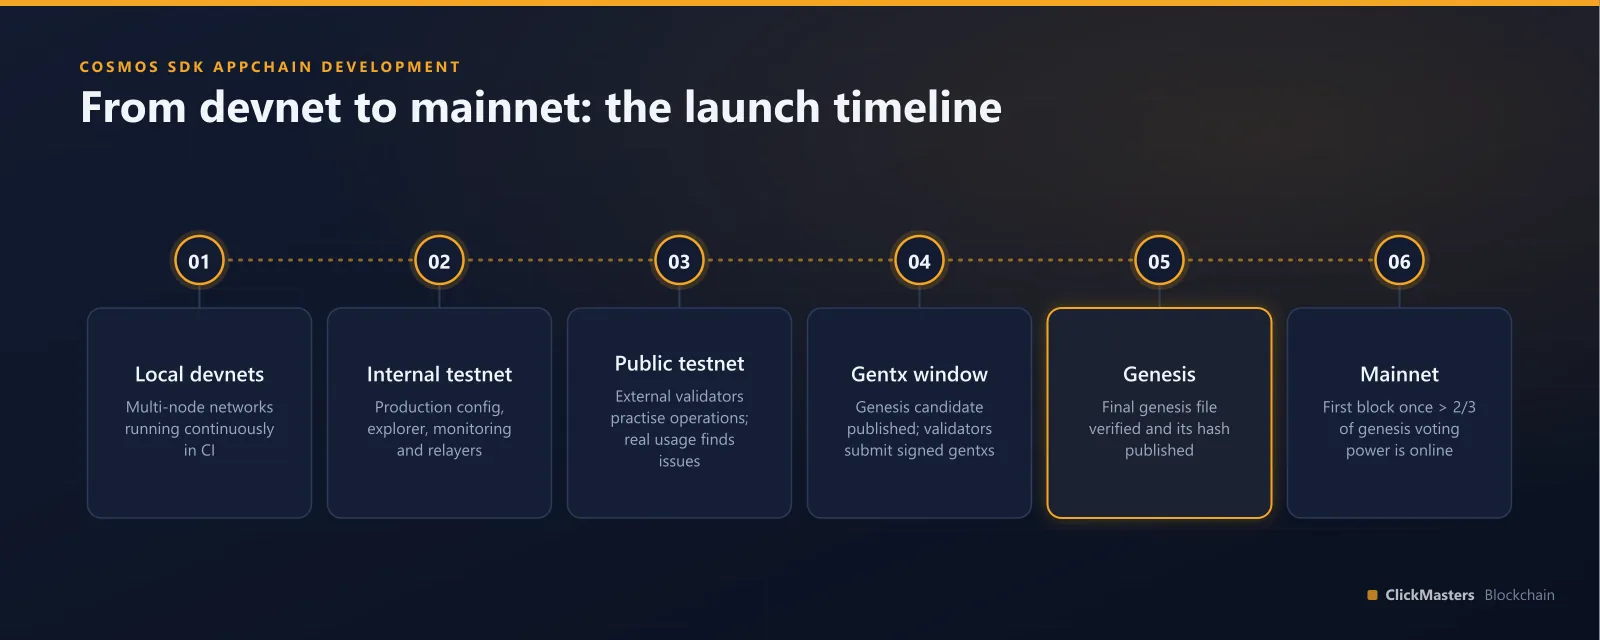 COSMOS SDK APPCHAIN DEVELOPMENT
From devnet to mainnet: the launch timeline
01
02
03
04
05
06
Local devnets
Multi-node networks
running continuously
in CI
Internal testnet
Production config,
explorer, monitoring
and relayers
Public testnet
External validators
practise operations;
real usage finds
issues
Gentx window
Genesis candidate
published; validators
submit signed gentxs
Genesis
Final genesis file
verified and its hash
published
Mainnet
First block once > 2/3
of genesis voting
power is online
ClickMasters Blockchain